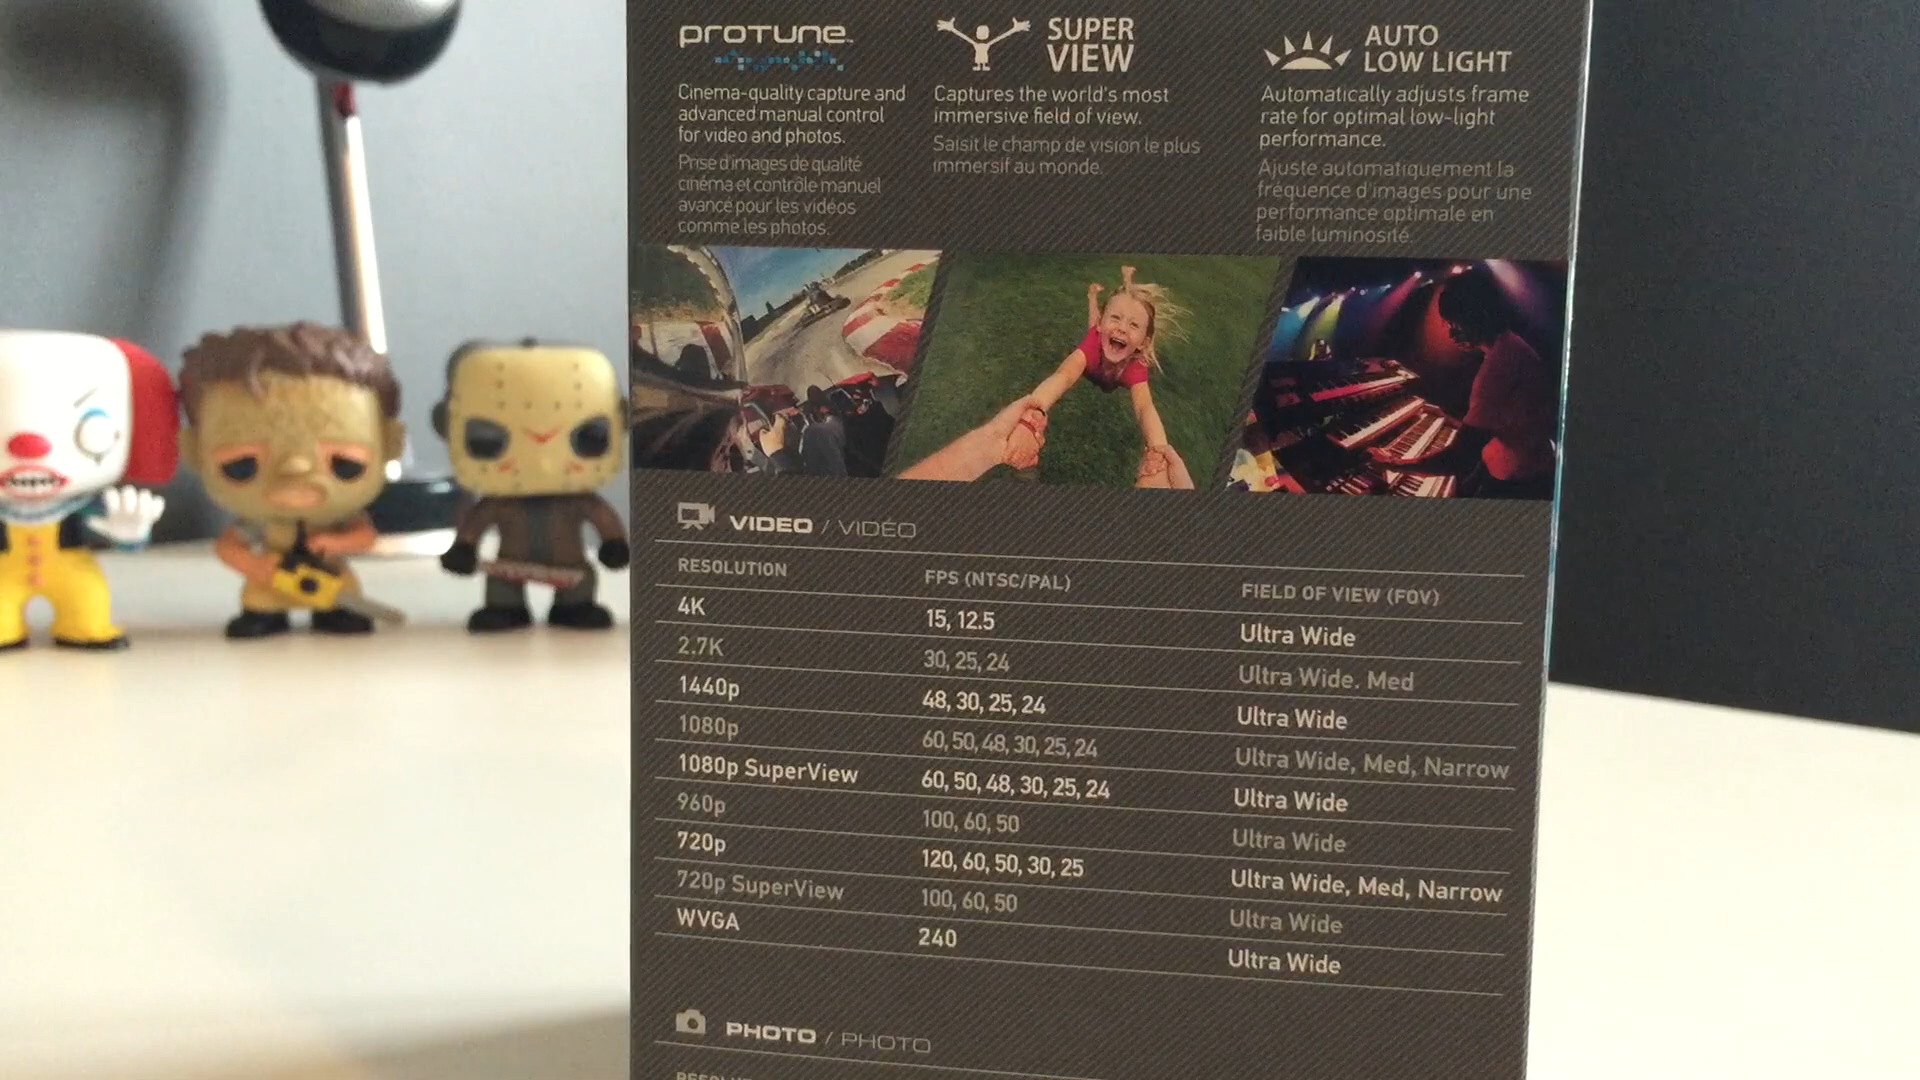 PROTUNE
Cinema-quality capture and
advanced manual control
for video and photos.
Prise d'images de qualité
cinéma et contrôle manuel
avancé pour les vidéos
comme les photos.
SUPER
VIEW
Captures the world's most
immersive field of view.
Saisit le champ de vision le plus
immersif au monde.
AUTO
LOW LIGHT
Automatically adjusts frame
rate for optimal low-light
performance.
Ajuste automatiquement la
fréquence d'images pour une
performance optimale en
faible luminosité.
VIDEO / VIDÉO
RESOLUTION FPS (NTSC/PAL) FIELD OF VIEW (FOV)
4K 15, 12.5 Ultra Wide
2.7K 30, 25, 24 Ultra Wide. Med
1440p 48, 30, 25, 24 Ultra Wide
1080p 60, 50, 48, 30, 25, 24 Ultra Wide, Med, Narrow
1080p SuperView 60, 50, 48, 30, 25, 24 Ultra Wide
960p 100, 60, 50 Ultra Wide
720p 120, 60, 50, 30, 25 Ultra Wide, Med, Narrow
720p SuperView 100, 60, 50 Ultra Wide
WVGA 240 Ultra Wide
PHOTO / PHOTO